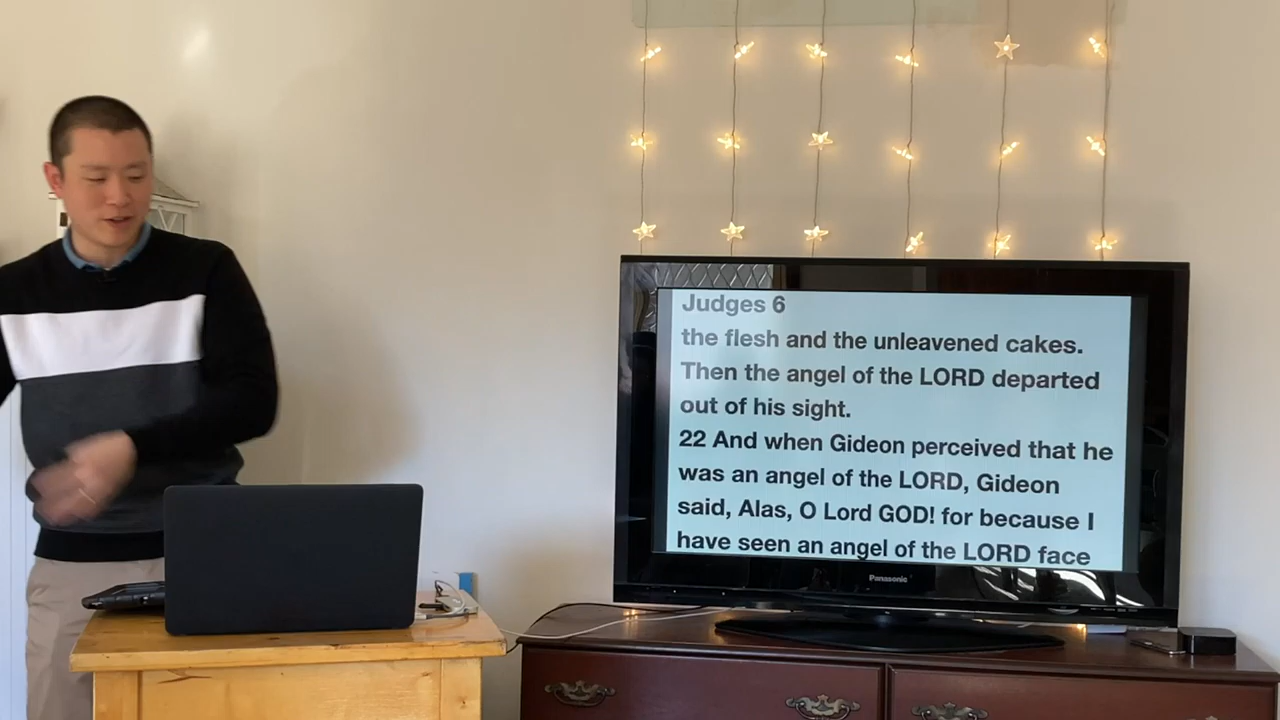 Judges 6
the flesh and the unleavened cakes.
Then the angel of the LORD departed
out of his sight.
22 And when Gideon perceived that he
was an angel of the LORD, Gideon
said, Alas, O Lord GOD! for because I
have seen an angel of the LORD face
Panasonic